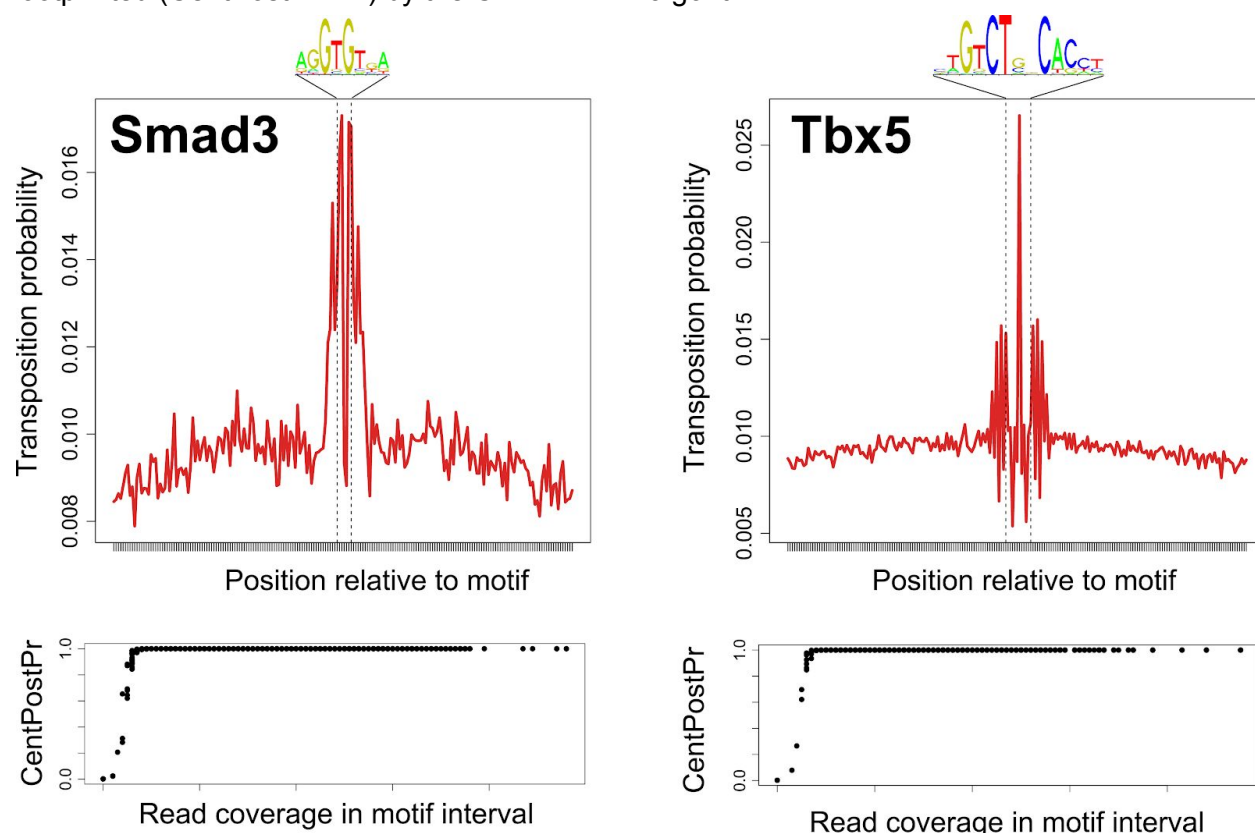 Smad3
Transposition probability
0.008 0.010 0.012 0.014 0.016
Position relative to motif
CentPostPr
0.0 1.0
Read coverage in motif interval
Tbx5
Transposition probability
0.005 0.010 0.015 0.020 0.025
Position relative to motif
CentPostPr
0.0 1.0
Read coverage in motif interval